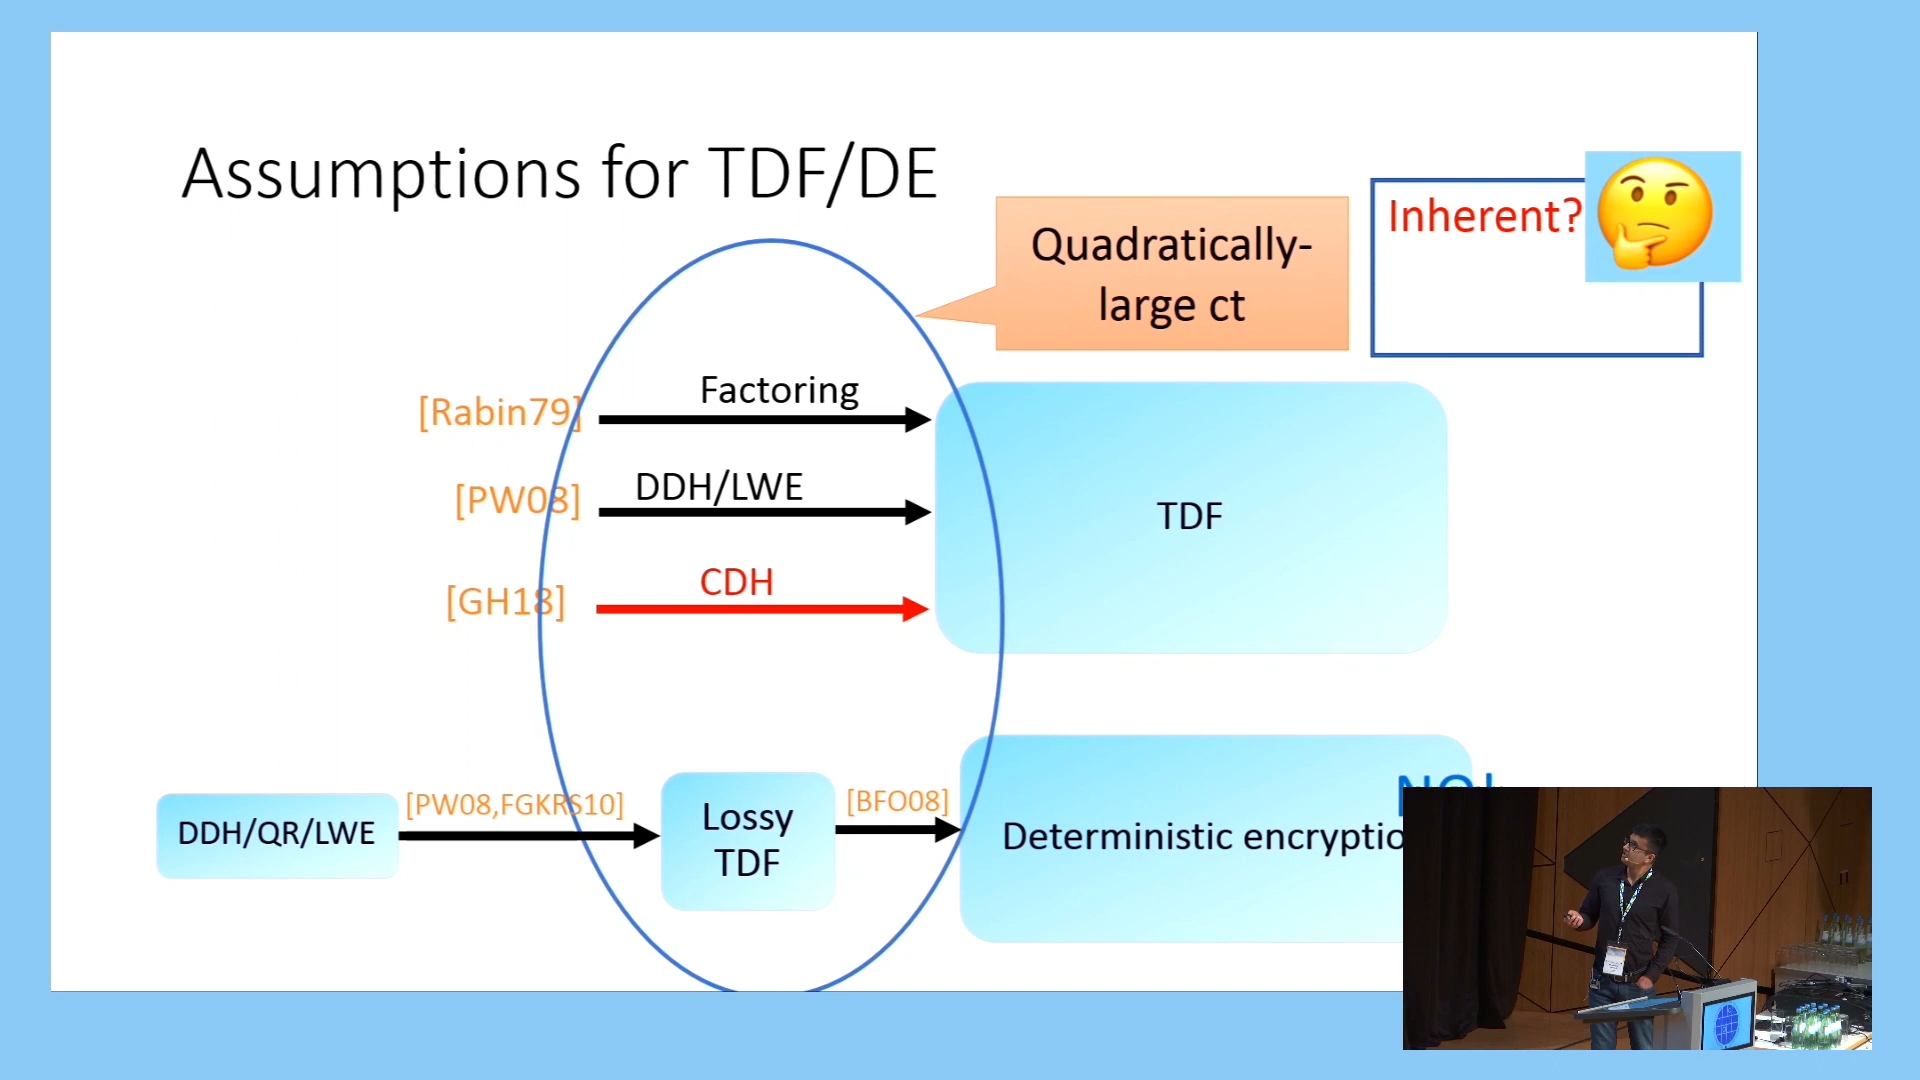 Assumptions for TDF/DE
Quadratically-
large ct
Inherent?
[Rabin79]
Factoring
[PW08]
DDH/LWE
TDF
[GH18]
CDH
DDH/QR/LWE
[PW08,FGKRS10]
Lossy
TDF
[BFO08]
Deterministic encryptio
NO!